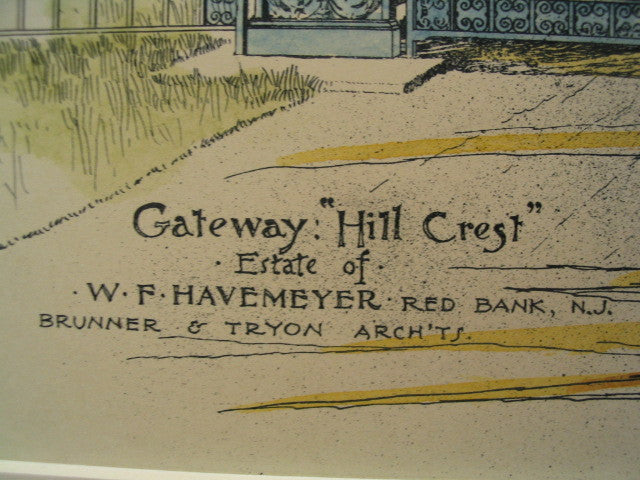 Gateway: "Hill Crest"
· Estate of ·
· W · F · HAVEMEYER · RED BANK, N.J.
BRUNNER & TRYON ARCH'TS.